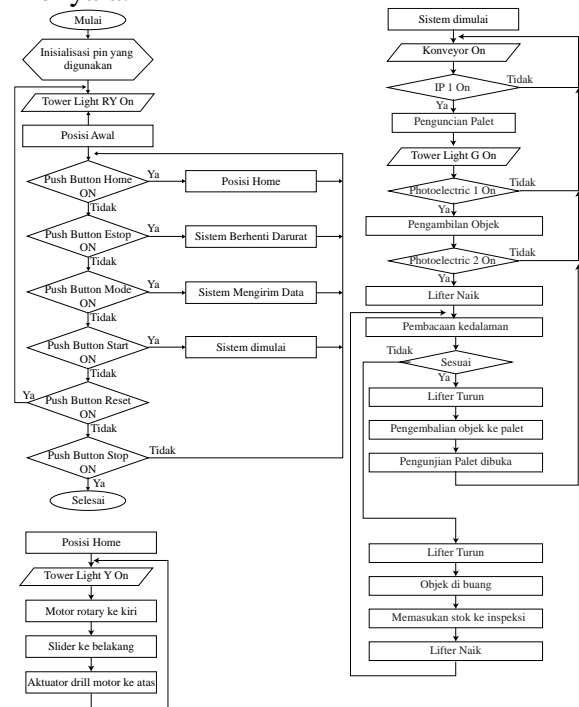 Mulai
Inisialisasi pin yang
digunakan
Tower Light RY On
Posisi Awal
Push Button Home
ON
Ya
Posisi Home
Tidak
Push Button Estop
ON
Ya
Sistem Berhenti Darurat
Tidak
Push Button Mode
ON
Ya
Sistem Mengirim Data
Tidak
Push Button Start
ON
Ya
Sistem dimulai
Tidak
Ya
Push Button Reset
ON
Tidak
Push Button Stop
ON
Tidak
Ya
Selesai
Posisi Home
Tower Light Y On
Motor rotary ke kiri
Slider ke belakang
Aktuator drill motor ke atas
Sistem dimulai
Konveyor On
IP 1 On
Tidak
Ya
Penguncian Palet
Tower Light G On
Photoelectric 1 On
Tidak
Ya
Pengambilan Objek
Photoelectric 2 On
Tidak
Ya
Lifter Naik
Pembacaan kedalaman
Tidak
Sesuai
Ya
Lifter Turun
Pengembalian objek ke palet
Pengunjian Palet dibuka
Lifter Turun
Objek di buang
Memasukan stok ke inspeksi
Lifter Naik